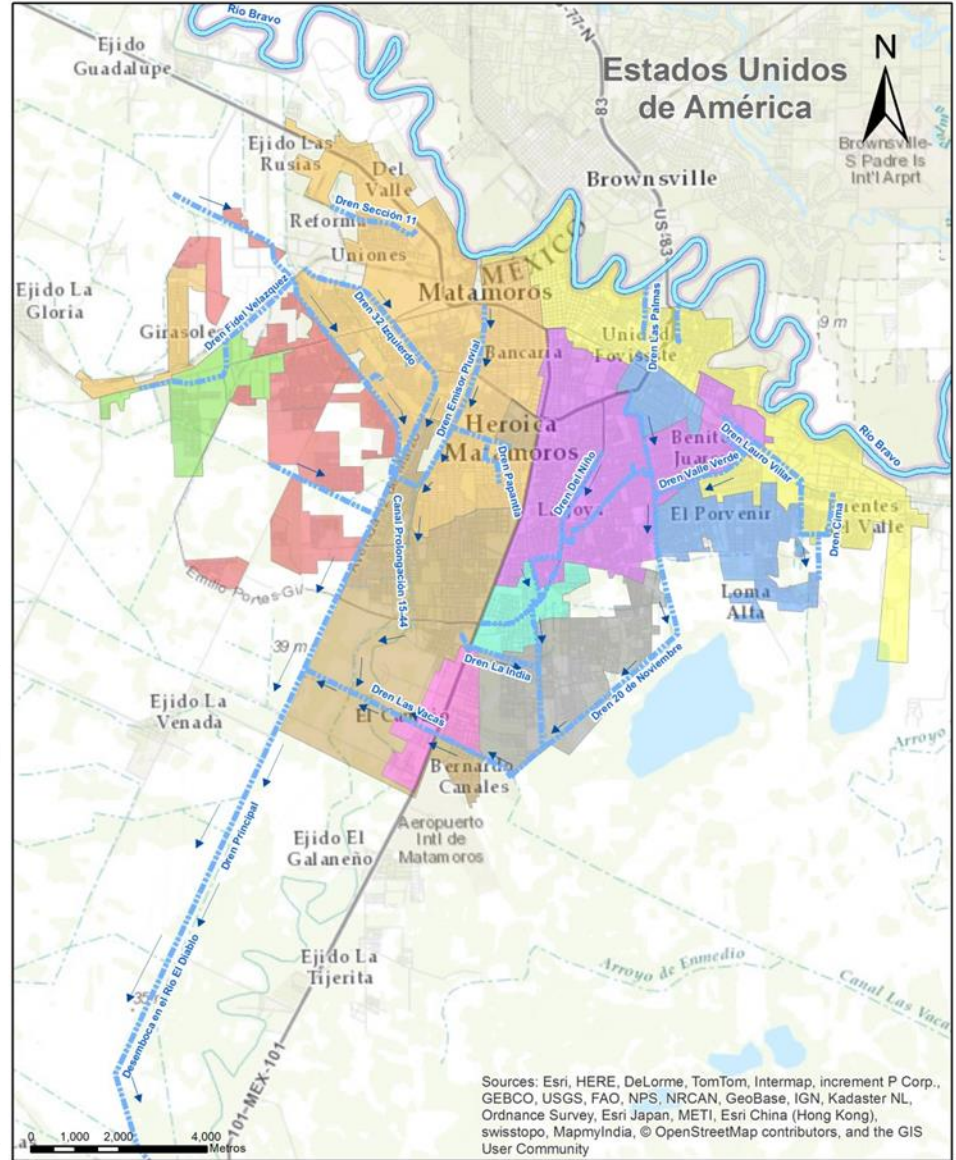 Rio Bravo
77-N
Ejido
Guadalupe
Estados Unidos
de América
N
83
Brownsville-
S Padre Is
Int'l Arprt
Ejido Las
Rusias
Del
Valle
Brownsville
Dren Sección 11
Reforma
US-83
Uniones
MÉXICO
Ejido La
Gloria
Matamoros
Dren Fidel Velazquez
Girasoles
Dren 32 Izquierdo
Dren Las Palmas
9 m
Unidad
Fovissste
Bancaria
Dren Emisor Pluvial
Heroica
Matamoros
Benito
Juarez
Dren Lauro Villar
Rio Bravo
Dren Papantla
Dren Del Niño
Dren Valle Verde
El Porvenir
Dren Cima
Canal Prolongación 15-44
Emilio Portes-Gil
Loma
Alta
39 m
Dren La India
Dren 20 de Noviembre
Ejido La
Venada
Dren Las Vacas
Arroyo
Bernardo
Canales
Dren Principal
Ejido El
Galaneño
Aeropuerto
Intl de
Matamoros
Desemboca en el Rio El Diablo
Ejido La
Tijerita
Arroyo de Enmedio
Canal Las Vaca
101-MEX-101
Sources: Esri, HERE, DeLorme, TomTom, Intermap, increment P Corp.,
GEBCO, USGS, FAO, NPS, NRCAN, GeoBase, IGN, Kadaster NL,
Ordnance Survey, Esri Japan, METI, Esri China (Hong Kong),
swisstopo, MapmyIndia, © OpenStreetMap contributors, and the GIS
User Community
0 1,000 2,000 4,000
Metros